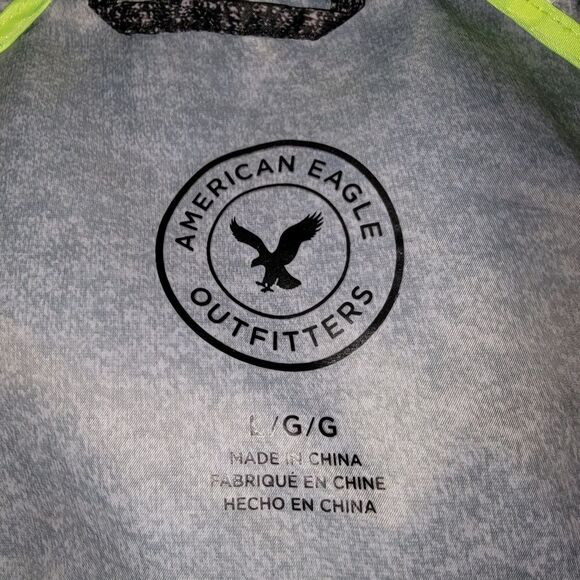 AMERICAN EAGLE
OUTFITTERS
L/G/G
MADE IN CHINA
FABRIQUÉ EN CHINE
HECHO EN CHINA